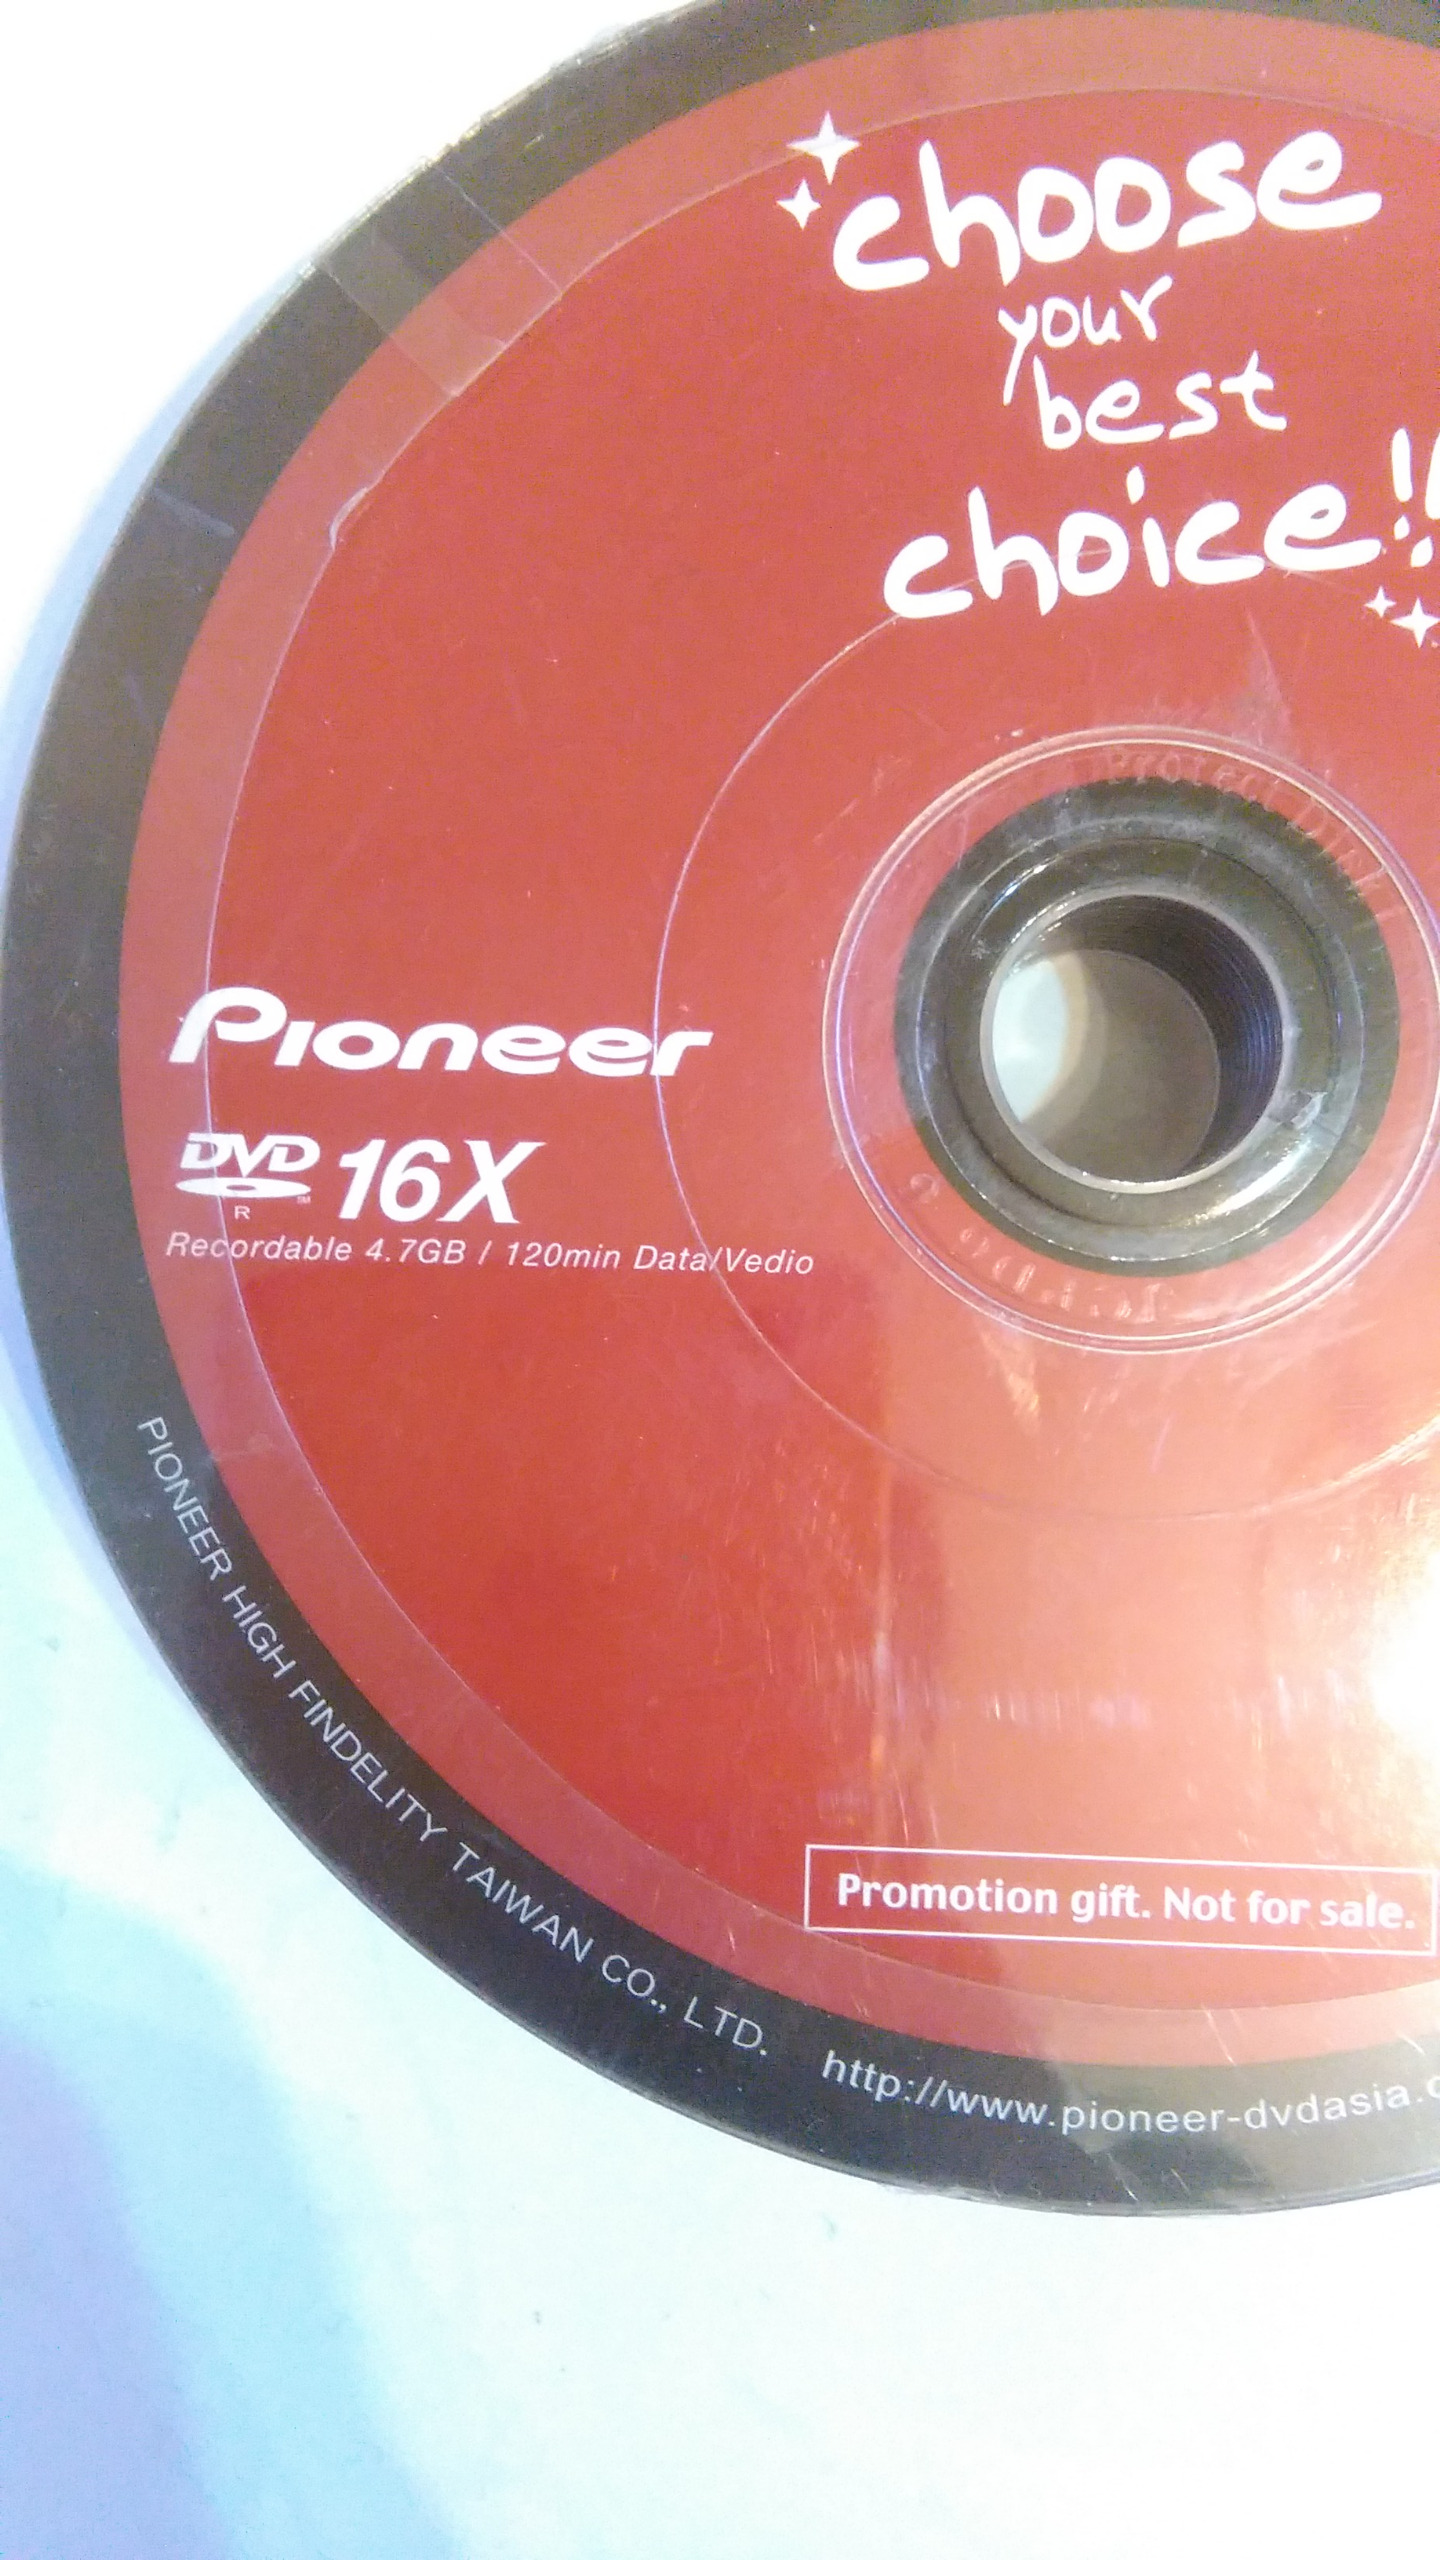 choose
your
best
choice!!
Pioneer
DVD 16X
TM
R
Recordable 4.7GB / 120min Data/Vedio
Promotion gift. Not for sale.
PIONEER HIGH FINDELITY TAIWAN CO., LTD. http://www.pioneer-dvdasia.c